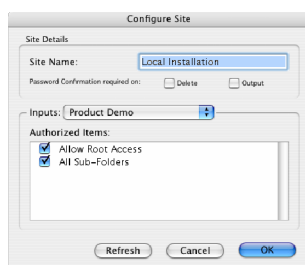 Configure Site
Site Details
Site Name: Local Installation
Password Confirmation required on: Delete Output
Inputs: Product Demo
Authorized Items:
Allow Root Access
All Sub-Folders
Refresh Cancel OK